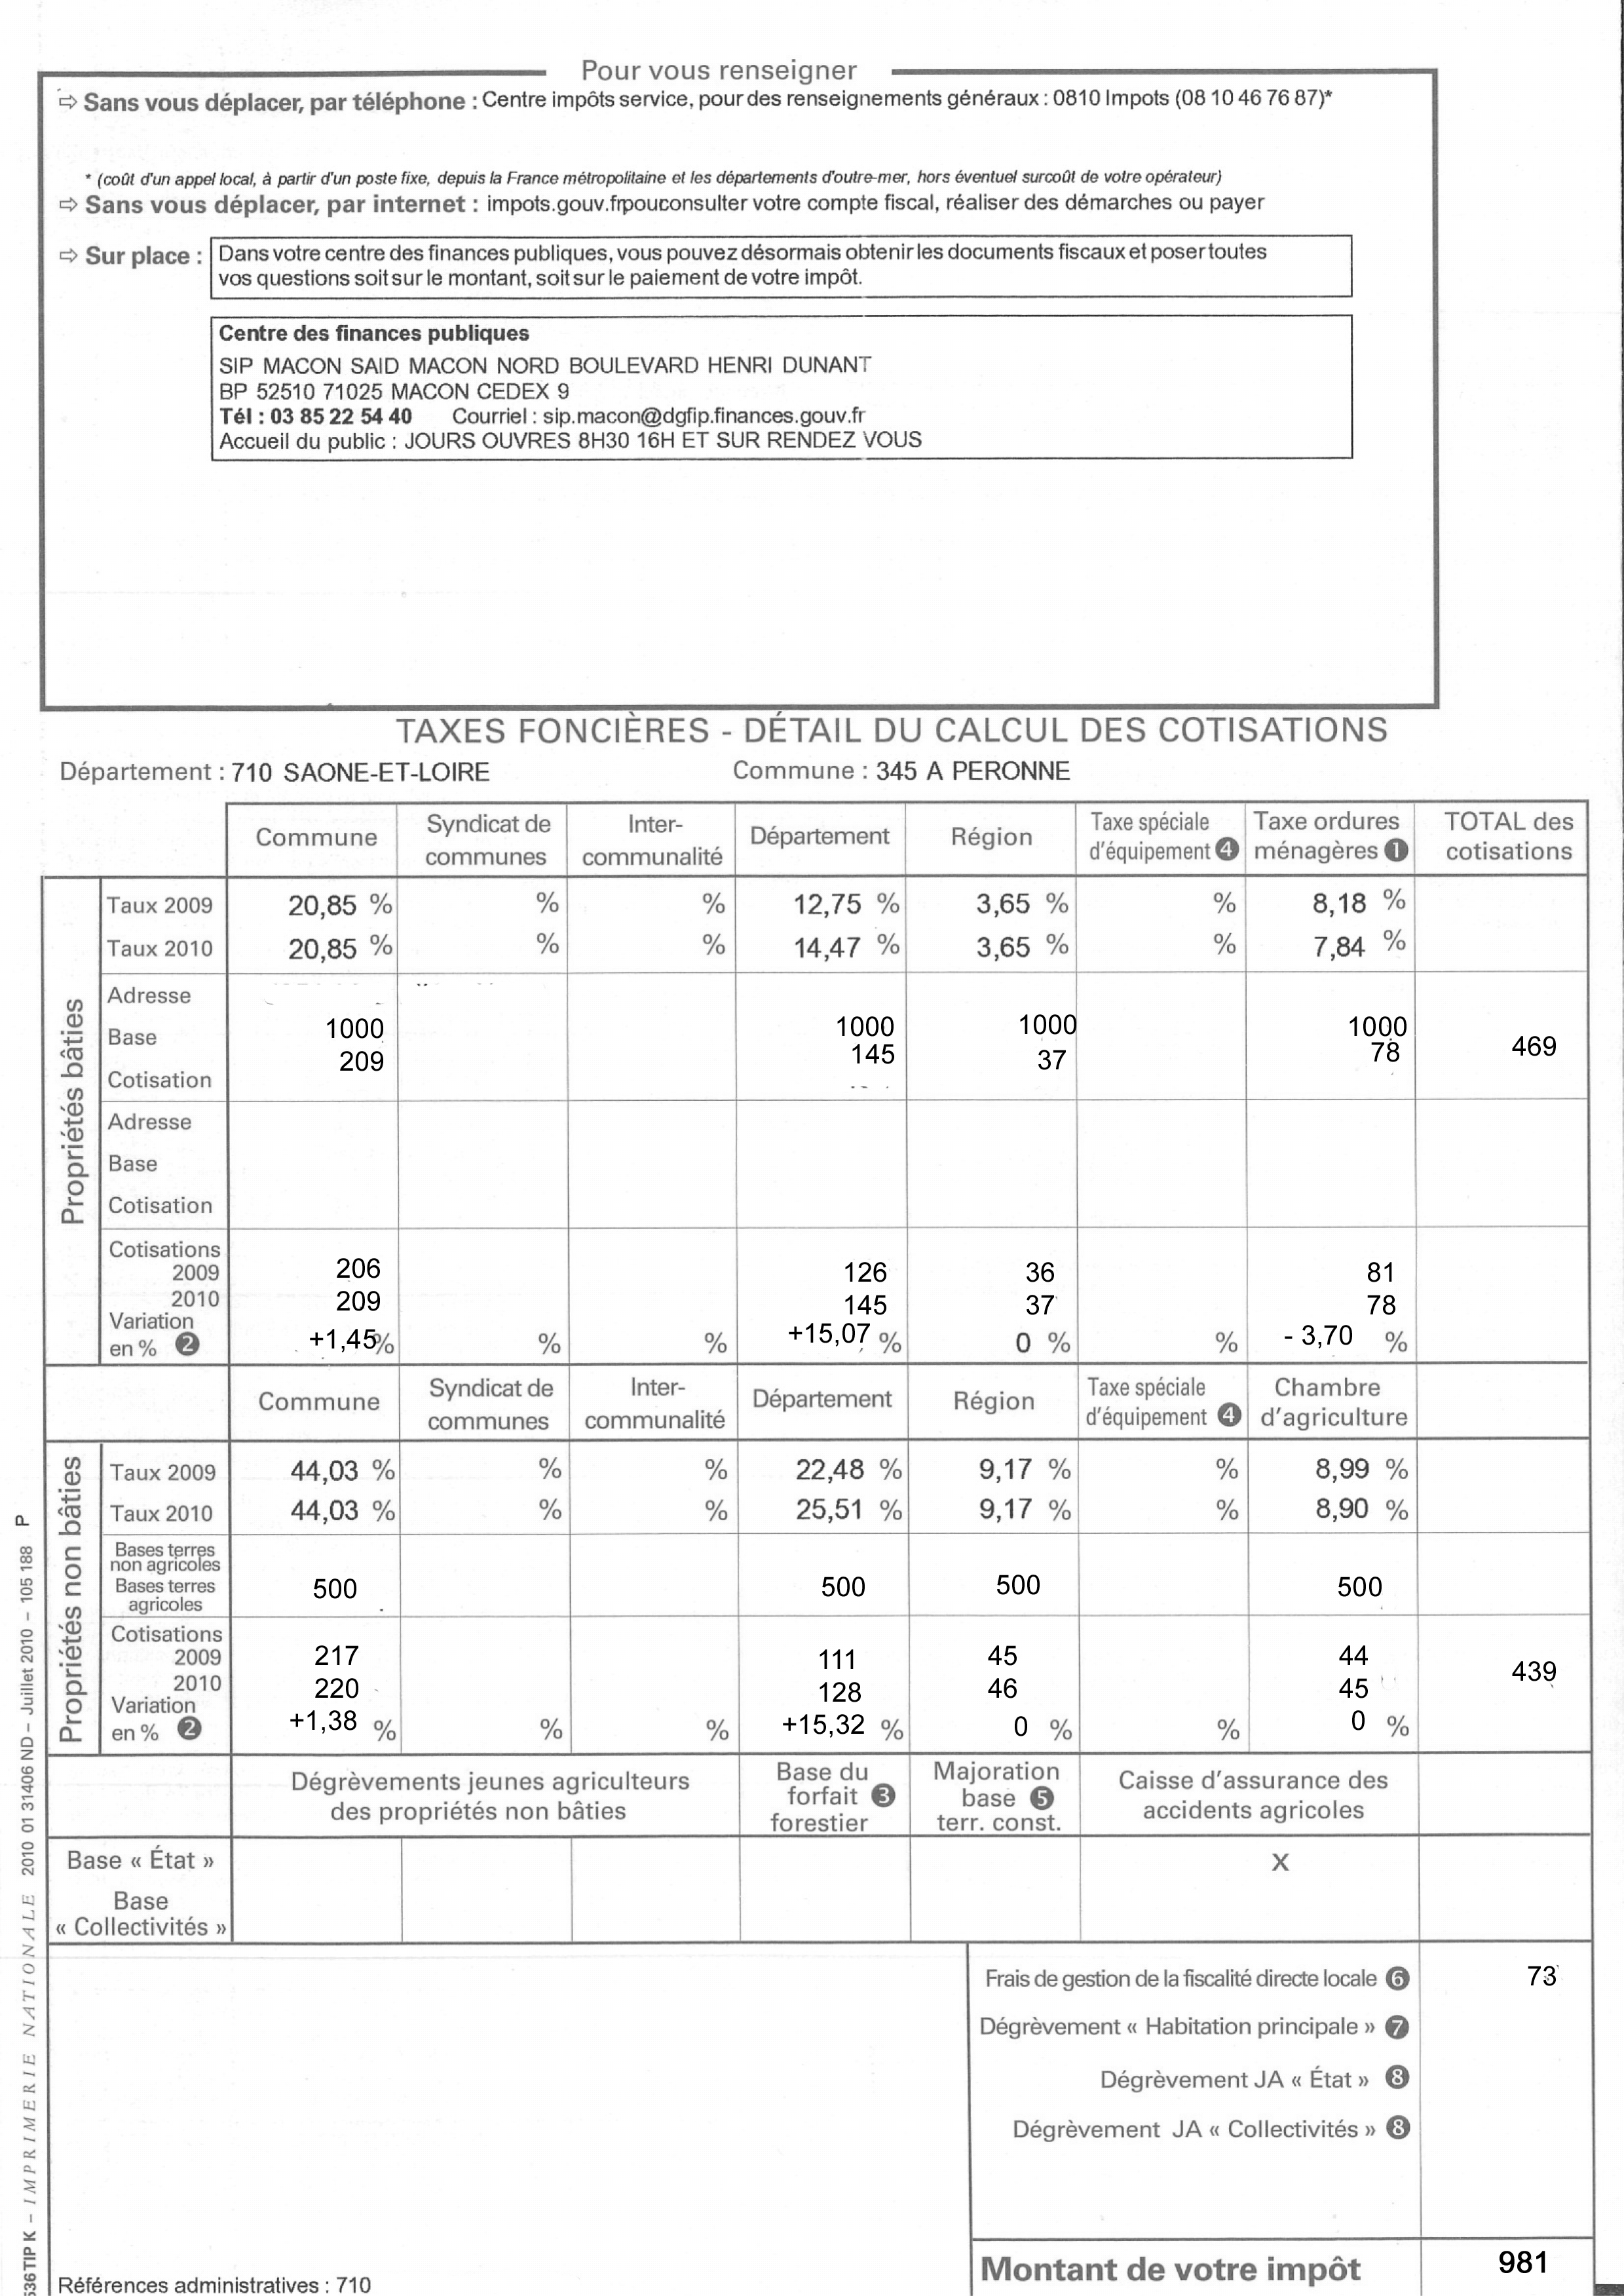 Pour vous renseigner
⇨ Sans vous déplacer, par téléphone : Centre impôts service, pour des renseignements généraux : 0810 Impots (08 10 46 76 87)*
* (coût d'un appel local, à partir d'un poste fixe, depuis la France métropolitaine et les départements d'outre-mer, hors éventuel surcoût de votre opérateur)
⇨ Sans vous déplacer, par internet : impots.gouv.frpouconsulter votre compte fiscal, réaliser des démarches ou payer
⇨ Sur place : Dans votre centre des finances publiques, vous pouvez désormais obtenir les documents fiscaux et poser toutes
vos questions soit sur le montant, soit sur le paiement de votre impôt.
Centre des finances publiques
SIP MACON SAID MACON NORD BOULEVARD HENRI DUNANT
BP 52510 71025 MACON CEDEX 9
Tél : 03 85 22 54 40 Courriel : sip.macon@dgfip.finances.gouv.fr
Accueil du public : JOURS OUVRES 8H30 16H ET SUR RENDEZ VOUS
TAXES FONCIÈRES - DÉTAIL DU CALCUL DES COTISATIONS
Département : 710 SAONE-ET-LOIRE Commune : 345 A PERONNE
Commune Syndicat de communes Inter-communalité Département Région Taxe spéciale d'équipement 4 Taxe ordures ménagères 1 TOTAL des cotisations
Propriétés bâties
Taux 2009 20,85 % % % 12,75 % 3,65 % % 8,18 %
Taux 2010 20,85 % % % 14,47 % 3,65 % % 7,84 %
Adresse
Base 1000 1000 1000 1000
Cotisation 209 145 37 78 469
Adresse
Base
Cotisation
Cotisations
2009 206 126 36 81
2010 209 145 37 78
Variation
en % 2 +1,45% % % +15,07 % 0 % % - 3,70 %
Commune Syndicat de communes Inter-communalité Département Région Taxe spéciale d'équipement 4 Chambre d'agriculture
Propriétés non bâties
Taux 2009 44,03 % % % 22,48 % 9,17 % % 8,99 %
Taux 2010 44,03 % % % 25,51 % 9,17 % % 8,90 %
Bases terres
non agricoles
Bases terres
agricoles 500 500 500 500
Cotisations
2009 217 111 45 44
2010 220 128 46 45 439
Variation
en % 2 +1,38 % % % +15,32 % 0 % % 0 %
Dégrèvements jeunes agriculteurs des propriétés non bâties Base du forfait 3 forestier Majoration base 5 terr. const. Caisse d'assurance des accidents agricoles
Base « État » X
Base
« Collectivités »
Frais de gestion de la fiscalité directe locale 6 73
Dégrèvement « Habitation principale » 7
Dégrèvement JA « État » 8
Dégrèvement JA « Collectivités » 8
Montant de votre impôt 981
Références administratives : 710
536 TIP K – IMPRIMERIE NATIONALE 2010 01 31406 ND – Juillet 2010 – 105 188 P